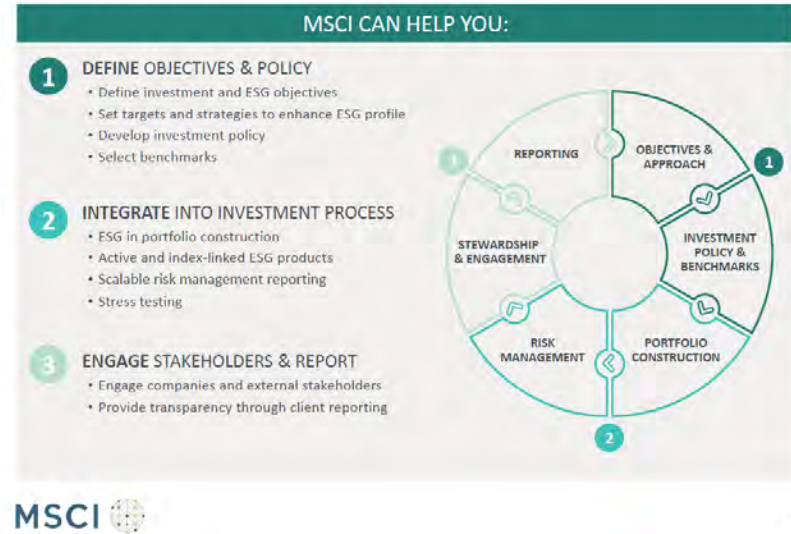 MSCI CAN HELP YOU:
1
DEFINE OBJECTIVES & POLICY
• Define investment and ESG objectives
• Set targets and strategies to enhance ESG profile
• Develop investment policy
• Select benchmarks
2
INTEGRATE INTO INVESTMENT PROCESS
• ESG in portfolio construction
• Active and index-linked ESG products
• Scalable risk management reporting
• Stress testing
3
ENGAGE STAKEHOLDERS & REPORT
• Engage companies and external stakeholders
• Provide transparency through client reporting
REPORTING
OBJECTIVES &
APPROACH
3
1
STEWARDSHIP
& ENGAGEMENT
INVESTMENT
POLICY &
BENCHMARKS
RISK
MANAGEMENT
PORTFOLIO
CONSTRUCTION
2
MSCI